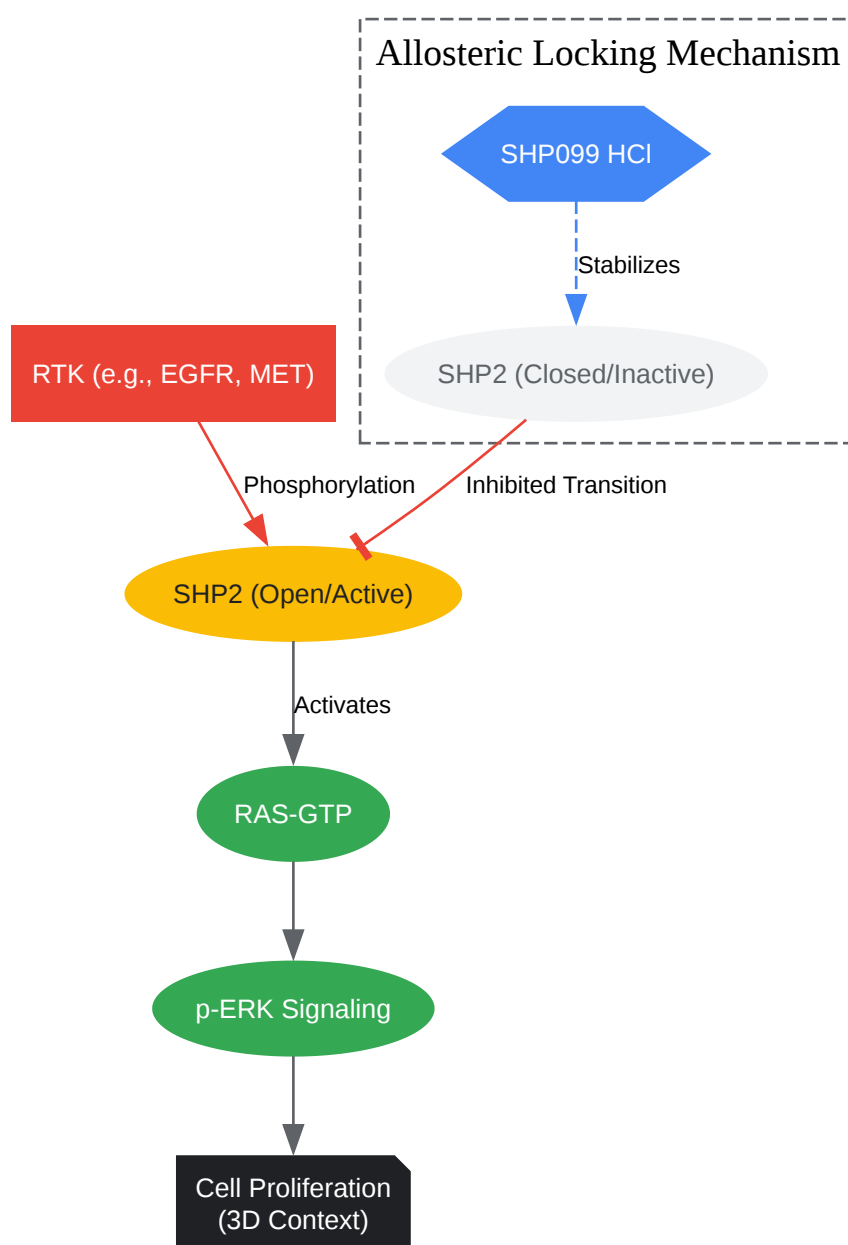 Allosteric Locking Mechanism
SHP099 HCl
Stabilizes
RTK (e.g., EGFR, MET)
SHP2 (Closed/Inactive)
Phosphorylation
Inhibited Transition
SHP2 (Open/Active)
Activates
RAS-GTP
p-ERK Signaling
Cell Proliferation
(3D Context)